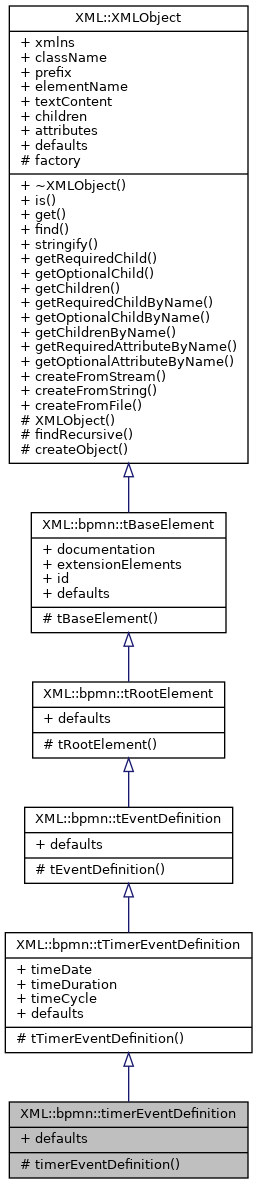 XML::XMLObject
+ xmlns
+ className
+ prefix
+ elementName
+ textContent
+ children
+ attributes
+ defaults
# factory
+ ~XMLObject()
+ is()
+ get()
+ find()
+ stringify()
+ getRequiredChild()
+ getOptionalChild()
+ getChildren()
+ getRequiredChildByName()
+ getOptionalChildByName()
+ getChildrenByName()
+ getRequiredAttributeByName()
+ getOptionalAttributeByName()
+ createFromStream()
+ createFromString()
+ createFromFile()
# XMLObject()
# findRecursive()
# createObject()
XML::bpmn::tBaseElement
+ documentation
+ extensionElements
+ id
+ defaults
# tBaseElement()
XML::bpmn::tRootElement
+ defaults
# tRootElement()
XML::bpmn::tEventDefinition
+ defaults
# tEventDefinition()
XML::bpmn::tTimerEventDefinition
+ timeDate
+ timeDuration
+ timeCycle
+ defaults
# tTimerEventDefinition()
XML::bpmn::timerEventDefinition
+ defaults
# timerEventDefinition()